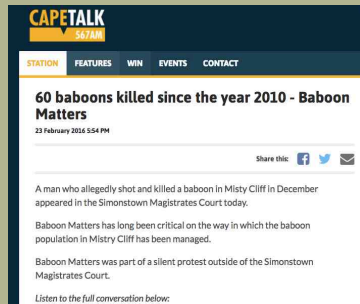 CAPETALK
567AM
STATION FEATURES WIN EVENTS CONTACT
60 baboons killed since the year 2010 - Baboon
Matters
23 February 2016 5:54 PM
Share this:
A man who allegedly shot and killed a baboon in Misty Cliff in December
appeared in the Simonstown Magistrates Court today.
Baboon Matters has long been critical on the way in which the baboon
population in Mistry Cliff has been managed.
Baboon Matters was part of a silent protest outside of the Simonstown
Magistrates Court.
Listen to the full conversation below: